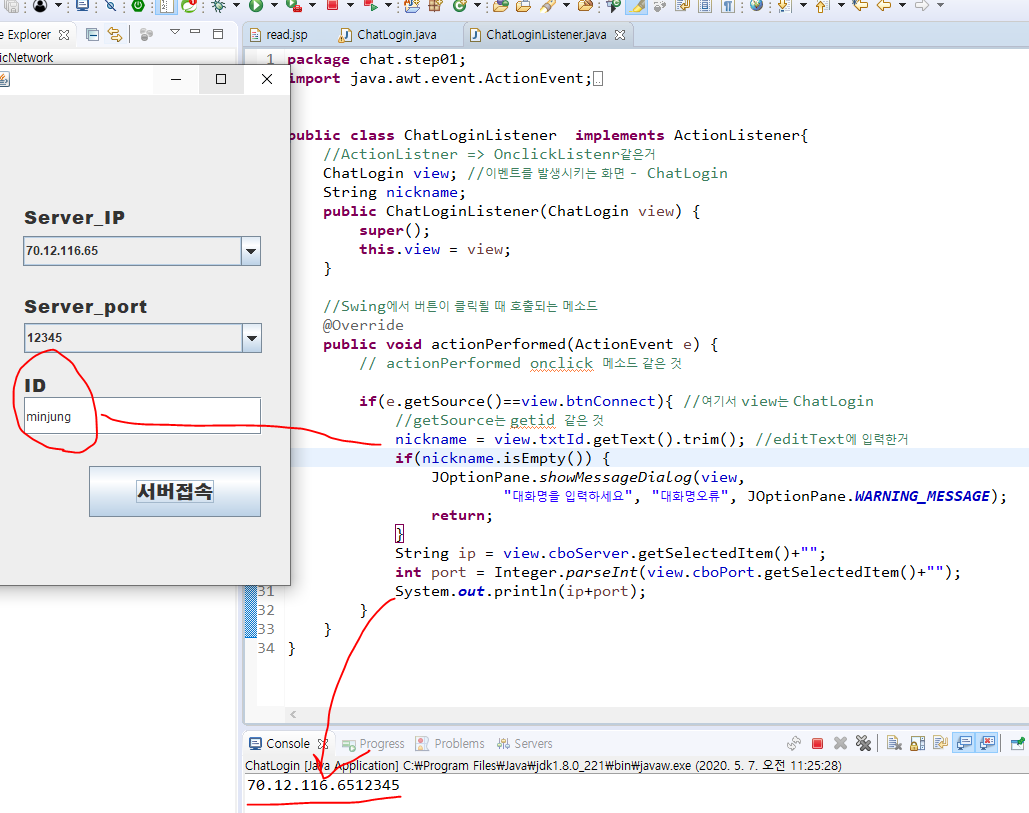 e Explorer
read.jsp
ChatLogin.java
ChatLoginListener.java
icNetwork
Server_IP
70.12.116.65
Server_port
12345
ID
minjung
서버접속
1 package chat.step01;
import java.awt.event.ActionEvent;
public class ChatLoginListener  implements ActionListener{
//ActionListner => OnclickListenr같은거
ChatLogin view; //이벤트를 발생시키는 화면 - ChatLogin
String nickname;
public ChatLoginListener(ChatLogin view) {
super();
this.view = view;
}
//Swing에서 버튼이 클릭될 때 호출되는 메소드
@Override
public void actionPerformed(ActionEvent e) {
// actionPerformed onclick 메소드 같은 것
if(e.getSource()==view.btnConnect){ //여기서 view는 ChatLogin
//getSource는 getid 같은 것
nickname = view.txtId.getText().trim(); //editText에 입력한거
if(nickname.isEmpty()) {
JOptionPane.showMessageDialog(view,
"대화명을 입력하세요", "대화명오류", JOptionPane.WARNING_MESSAGE);
return;
}
String ip = view.cboServer.getSelectedItem()+"";
int port = Integer.parseInt(view.cboPort.getSelectedItem()+"");
31 System.out.println(ip+port);
32 }
33 }
34 }
Console
Progress
Problems
Servers
ChatLogin [Java Application] C:₩Program Files₩Java₩jdk1.8.0_221₩bin₩javaw.exe (2020. 5. 7. 오전 11:25:28)
70.12.116.6512345